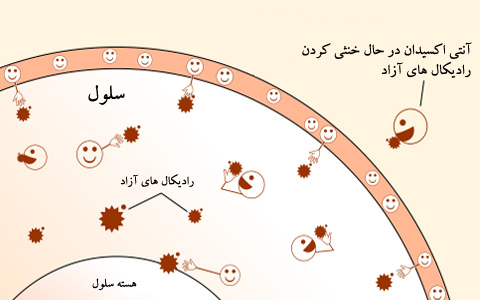 آنتی اکسیدان در حال خنثی کردن
رادیکال های آزاد
سلول
رادیکال های آزاد
هسته سلول